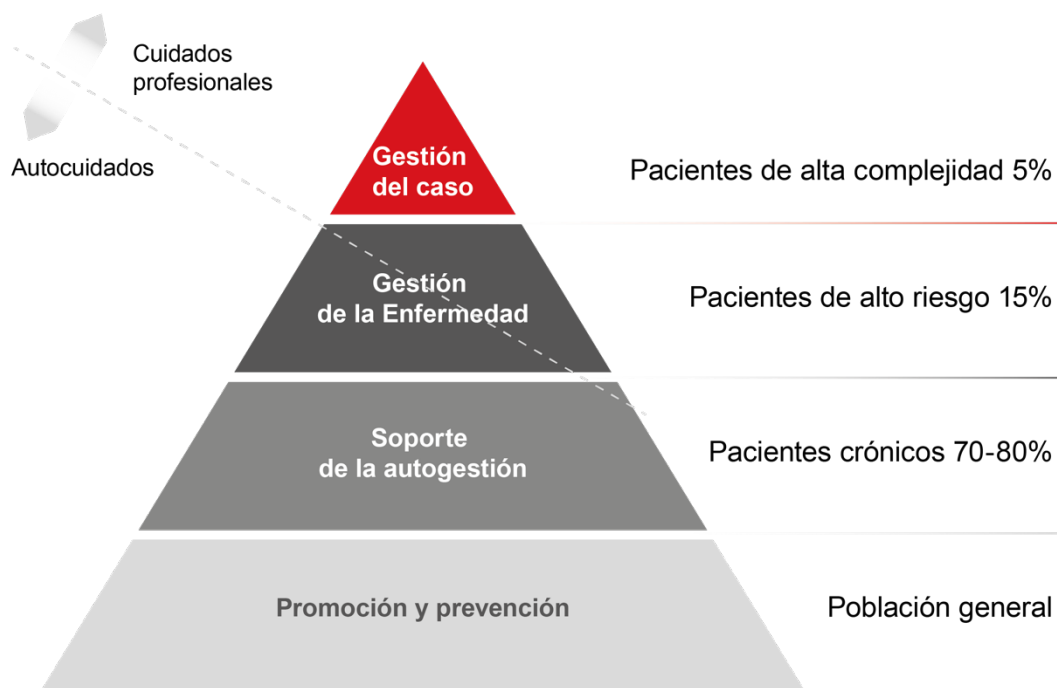 Cuidados
profesionales
Autocuidados
Gestión
del caso
Pacientes de alta complejidad 5%
Gestión
de la Enfermedad
Pacientes de alto riesgo 15%
Soporte
de la autogestión
Pacientes crónicos 70-80%
Promoción y prevención
Población general